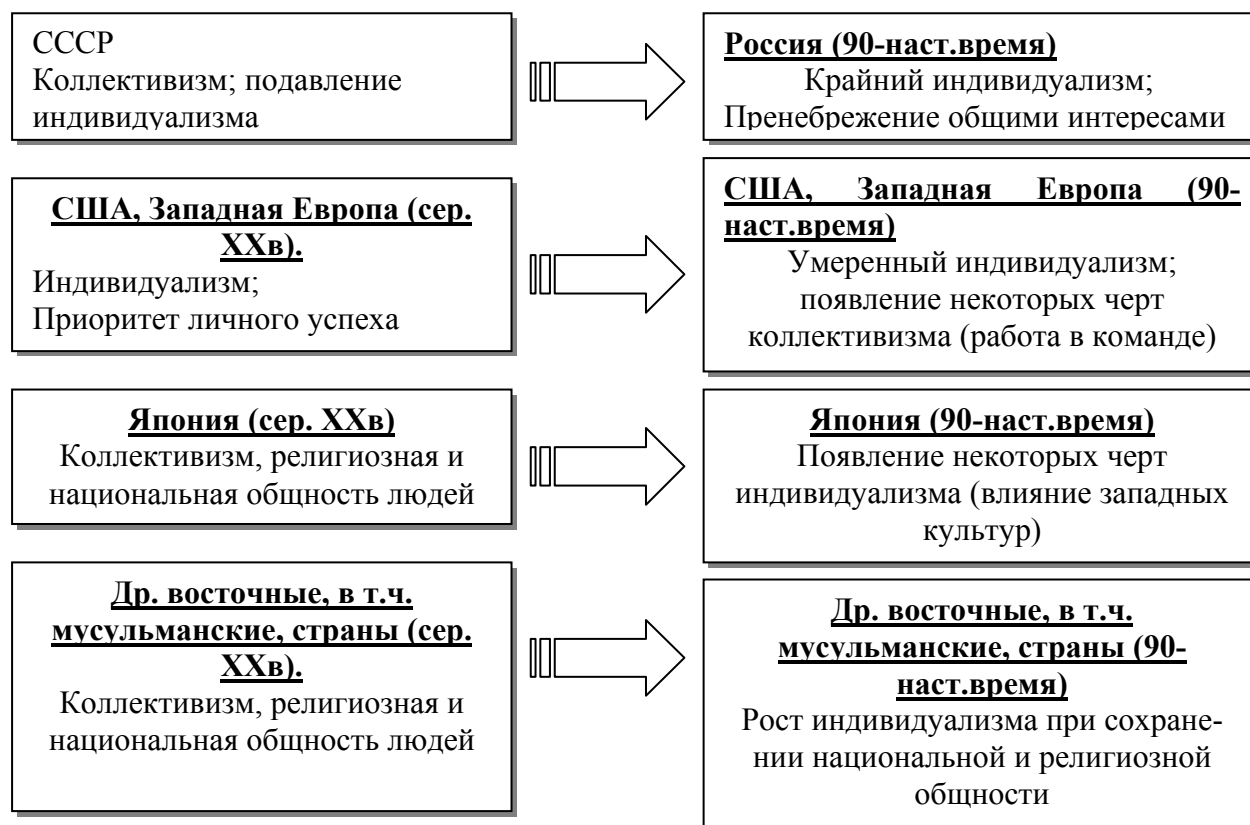 СССР
Коллективизм; подавление
индивидуализма
Россия (90-наст.время)
Крайний индивидуализм;
Пренебрежение общими интересами
США, Западная Европа (сер.
ХХв).
Индивидуализм;
Приоритет личного успеха
США, Западная Европа (90-
наст.время)
Умеренный индивидуализм;
появление некоторых черт
коллективизма (работа в команде)
Япония (сер. ХХв)
Коллективизм, религиозная и
национальная общность людей
Япония (90-наст.время)
Появление некоторых черт
индивидуализма (влияние западных
культур)
Др. восточные, в т.ч.
мусульманские, страны (сер.
ХХв).
Коллективизм, религиозная и
национальная общность людей
Др. восточные, в т.ч.
мусульманские, страны (90-
наст.время)
Рост индивидуализма при сохране-
нии национальной и религиозной
общности